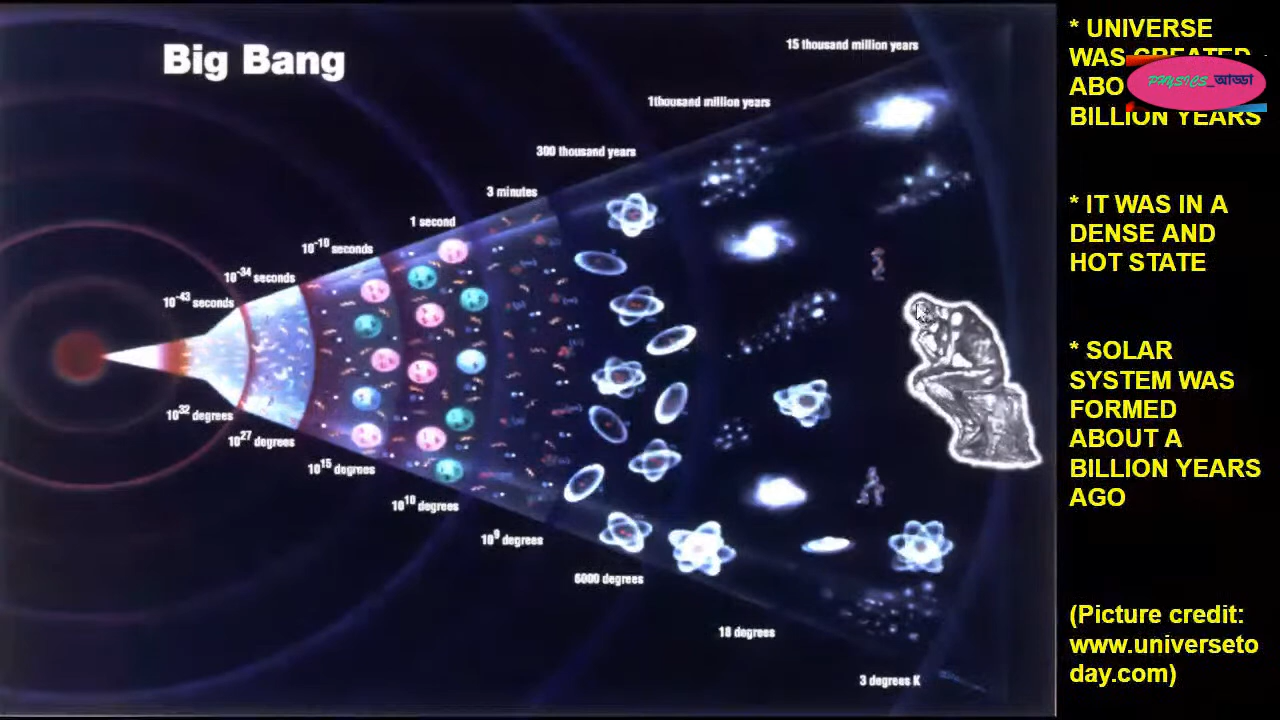 Big Bang
15 thousand million years
1thousand million years
300 thousand years
3 minutes
1 second
10⁻¹⁰ seconds
10⁻³⁴ seconds
10⁻⁴³ seconds
10³² degrees
10²⁷ degrees
10¹⁵ degrees
10¹⁰ degrees
10⁹ degrees
6000 degrees
18 degrees
3 degrees K
* UNIVERSE
WAS CREATED
BILLION YEARS
PHYSICS_আড্ডা
* IT WAS IN A
DENSE AND
HOT STATE
* SOLAR
SYSTEM WAS
FORMED
ABOUT A
BILLION YEARS
AGO
(Picture credit:
www.universeto
day.com)